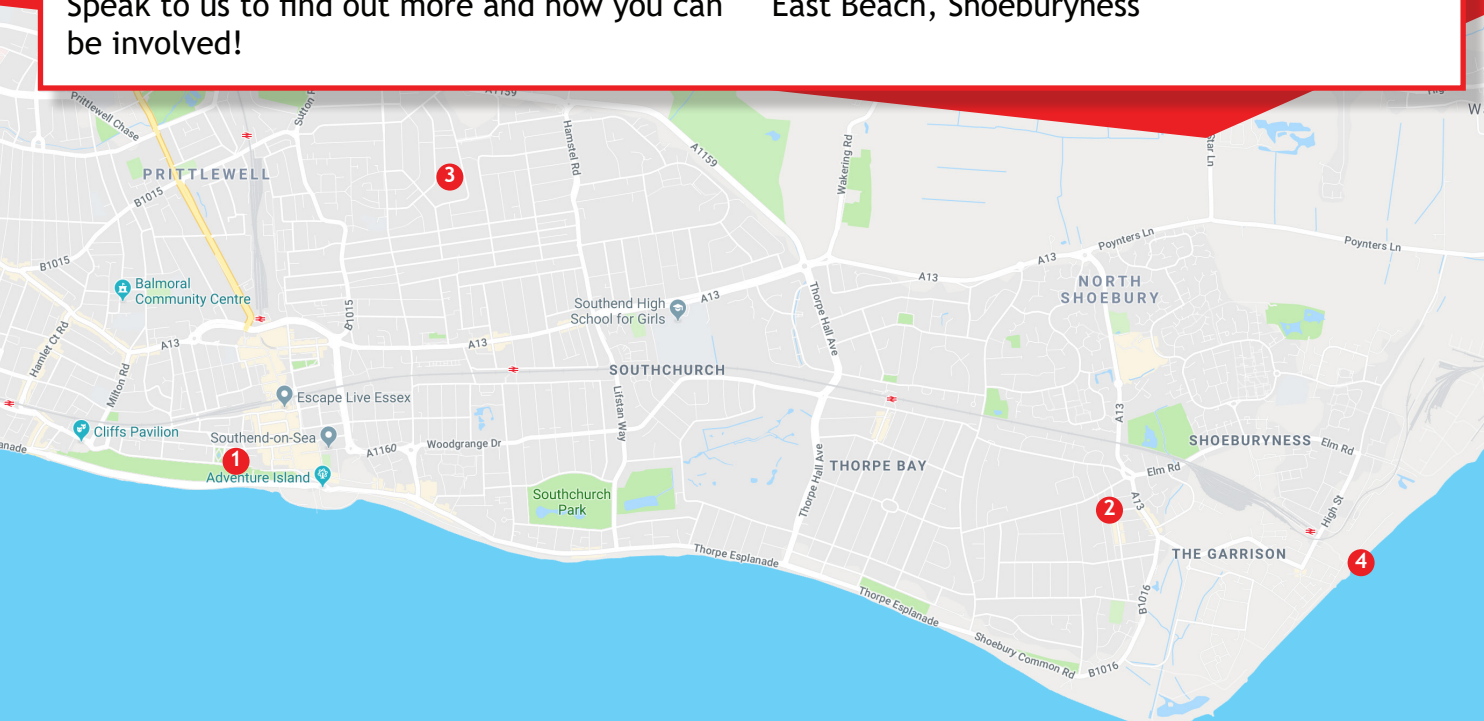 Speak to us to find out more and how you can
be involved!
East Beach, Shoeburyness
Prittlewell Chase
Sutton R
A1159
Hamstel Rd
A1159
Wakering Rd
Star Ln
W
PRITTLEWELL
3
B1015
B1015
Balmoral
Community Centre
B1015
Hamlet Ct Rd
A13
Milton Rd
Southend High
School for Girls
A13
A13
Thorpe Hall Ave
A13
A13
Poynters Ln
Poynters Ln
NORTH
SHOEBURY
SOUTHCHURCH
Lifstan Way
Escape Live Essex
Cliffs Pavilion
Southend-on-Sea
A1160
Woodgrange Dr
1
Adventure Island
anade
Southchurch
Park
Thorpe Hall Ave
THORPE BAY
A13
SHOEBURYNESS
Elm Rd
Elm Rd
2
A13
High St
THE GARRISON
4
Thorpe Esplanade
Thorpe Esplanade
B1016
Shoebury Common Rd
B1016